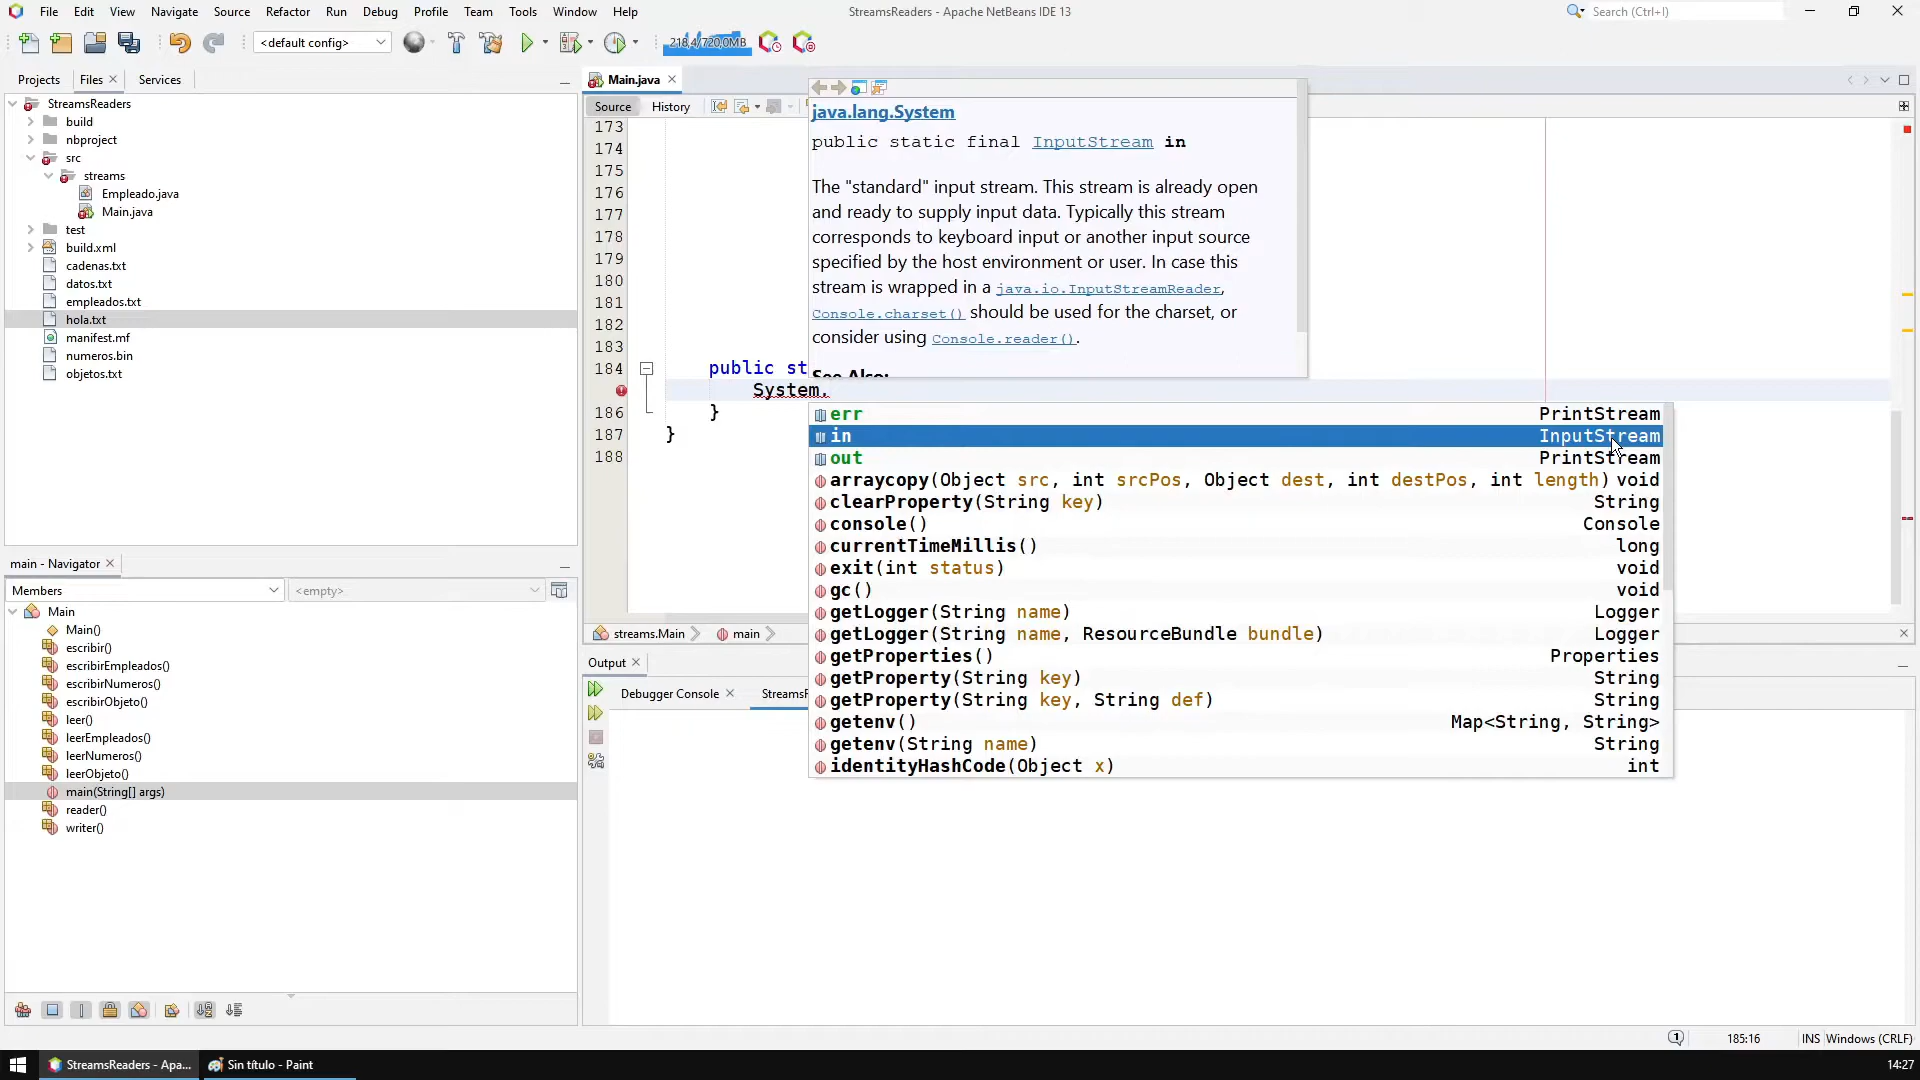 File Edit View Navigate Source Refactor Run Debug Profile Team Tools Window Help
StreamsReaders - Apache NetBeans IDE 13
Search (Ctrl+I)
<default config>
218,4/720,0MB
Projects Files Services
StreamsReaders
build
nbproject
src
streams
Empleado.java
Main.java
test
build.xml
cadenas.txt
datos.txt
empleados.txt
hola.txt
manifest.mf
numeros.bin
objetos.txt
main - Navigator
Members
<empty>
Main
Main()
escribir()
escribirEmpleados()
escribirNumeros()
escribirObjeto()
leer()
leerEmpleados()
leerNumeros()
leerObjeto()
main(String[] args)
reader()
writer()
Main.java
Source History
173
174
175
176
177
178
179
180
181
182
183
184 public st
System.
186 }
187 }
188
java.lang.System
public static final InputStream in
The "standard" input stream. This stream is already open
and ready to supply input data. Typically this stream
corresponds to keyboard input or another input source
specified by the host environment or user. In case this
stream is wrapped in a java.io.InputStreamReader,
Console.charset() should be used for the charset, or
consider using Console.reader().
See Also:
err PrintStream
in InputStream
out PrintStream
arraycopy(Object src, int srcPos, Object dest, int destPos, int length) void
clearProperty(String key) String
console() Console
currentTimeMillis() long
exit(int status) void
gc() void
getLogger(String name) Logger
getLogger(String name, ResourceBundle bundle) Logger
getProperties() Properties
getProperty(String key) String
getProperty(String key, String def) String
getenv() Map<String, String>
getenv(String name) String
identityHashCode(Object x) int
streams.Main main
Output
Debugger Console
185:16 INS Windows (CRLF)
StreamsReaders - Apa...
Sin título - Paint
14:27